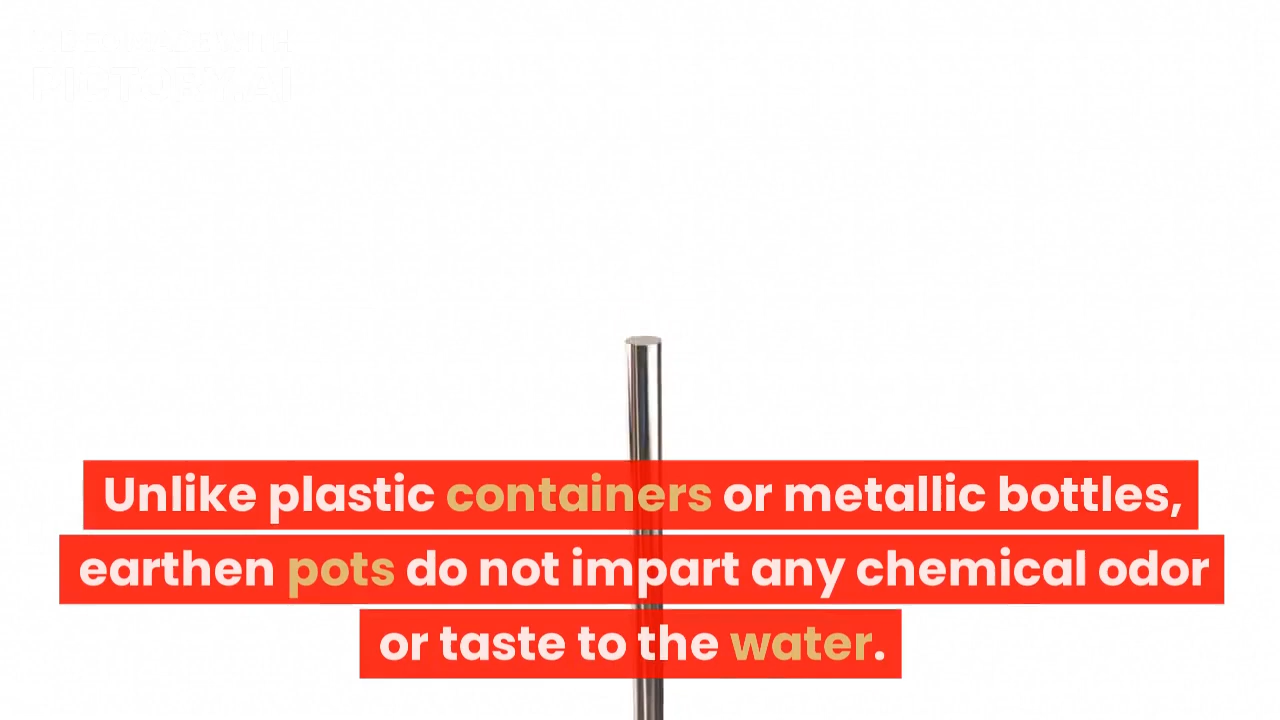 Unlike plastic containers or metallic bottles,
earthen pots do not impart any chemical odor
or taste to the water.